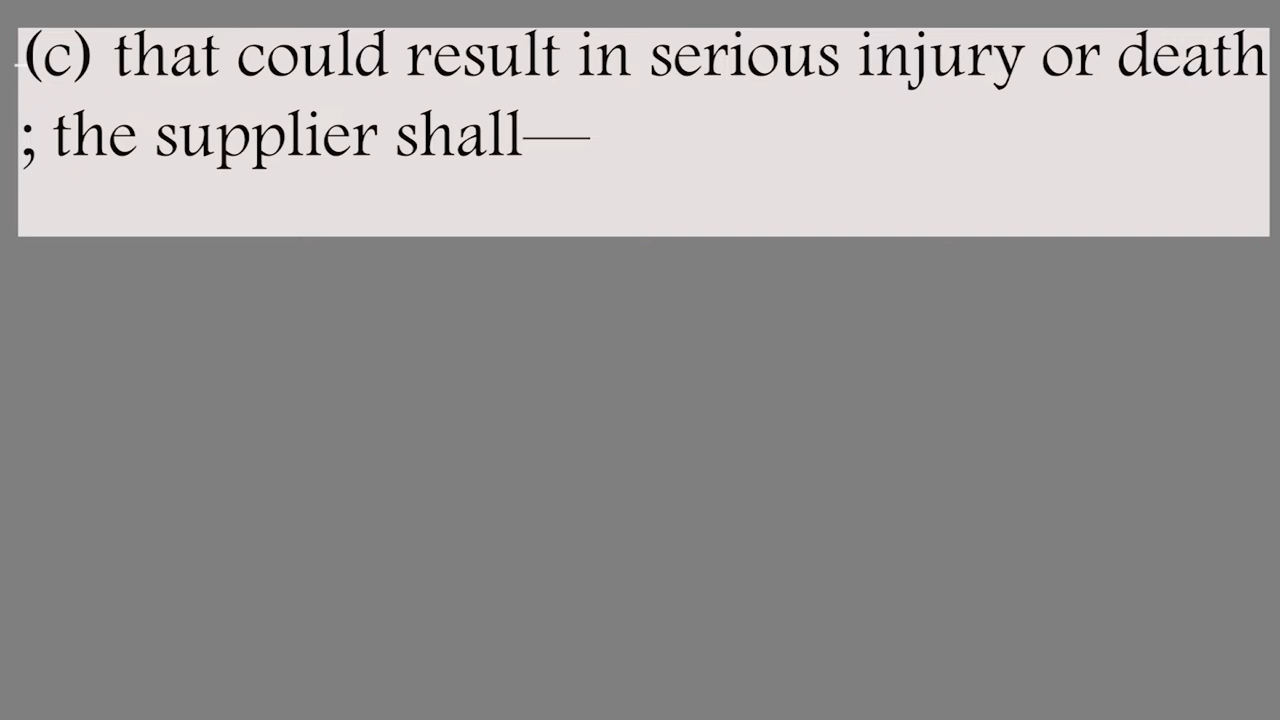 (c) that could result in serious injury or death
; the supplier shall—